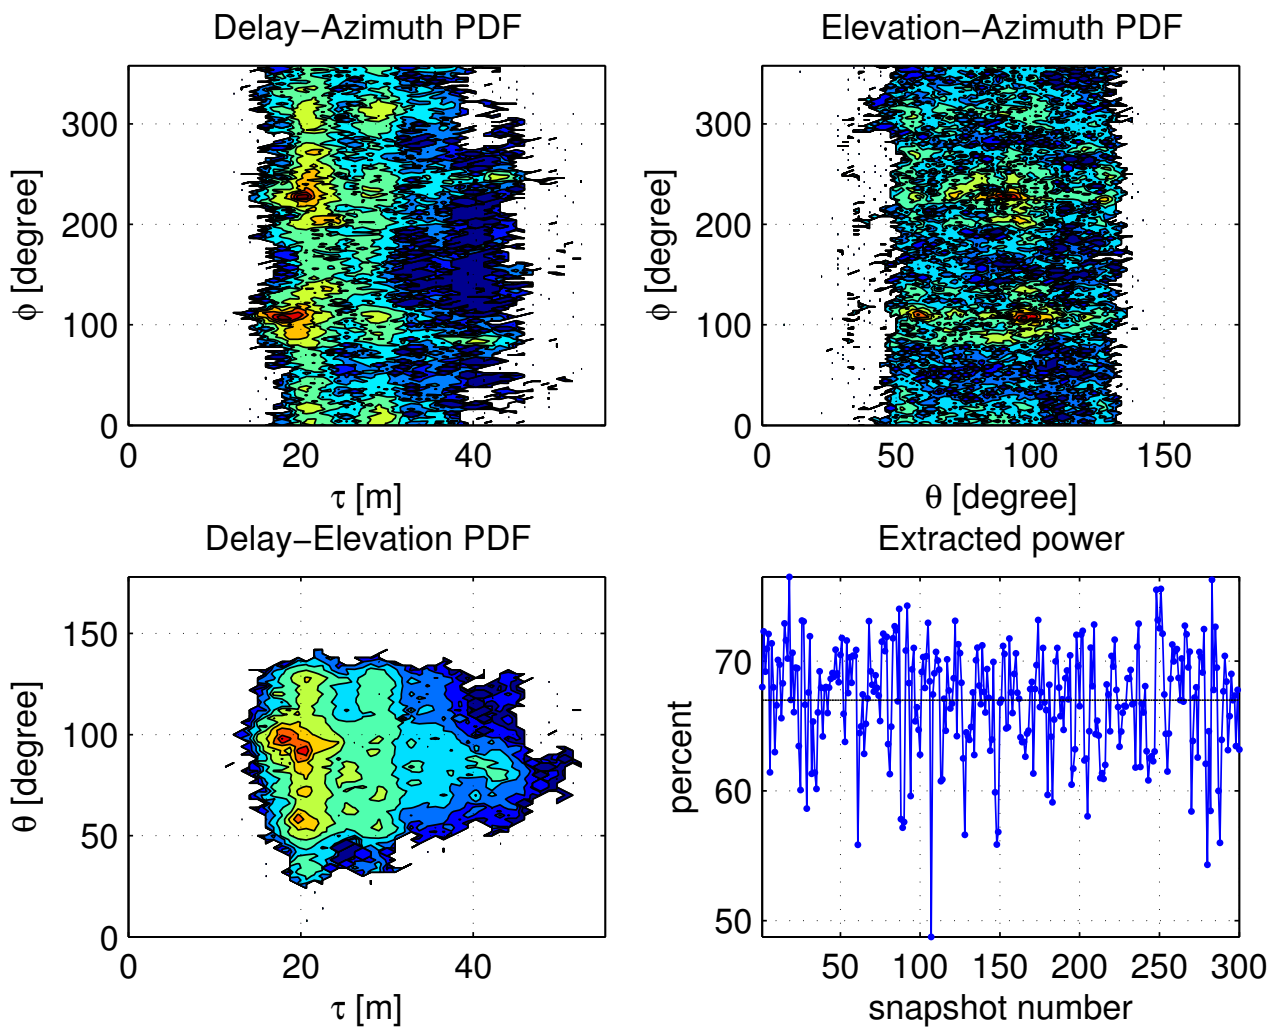 Delay−Azimuth PDF
300
200
100
0
0
20
40
ϕ [degree]
τ [m]
Elevation−Azimuth PDF
300
200
100
0
0
50
100
150
ϕ [degree]
θ [degree]
Delay−Elevation PDF
150
100
50
0
0
20
40
θ [degree]
τ [m]
Extracted power
70
60
50
50
100
150
200
250
300
percent
snapshot number